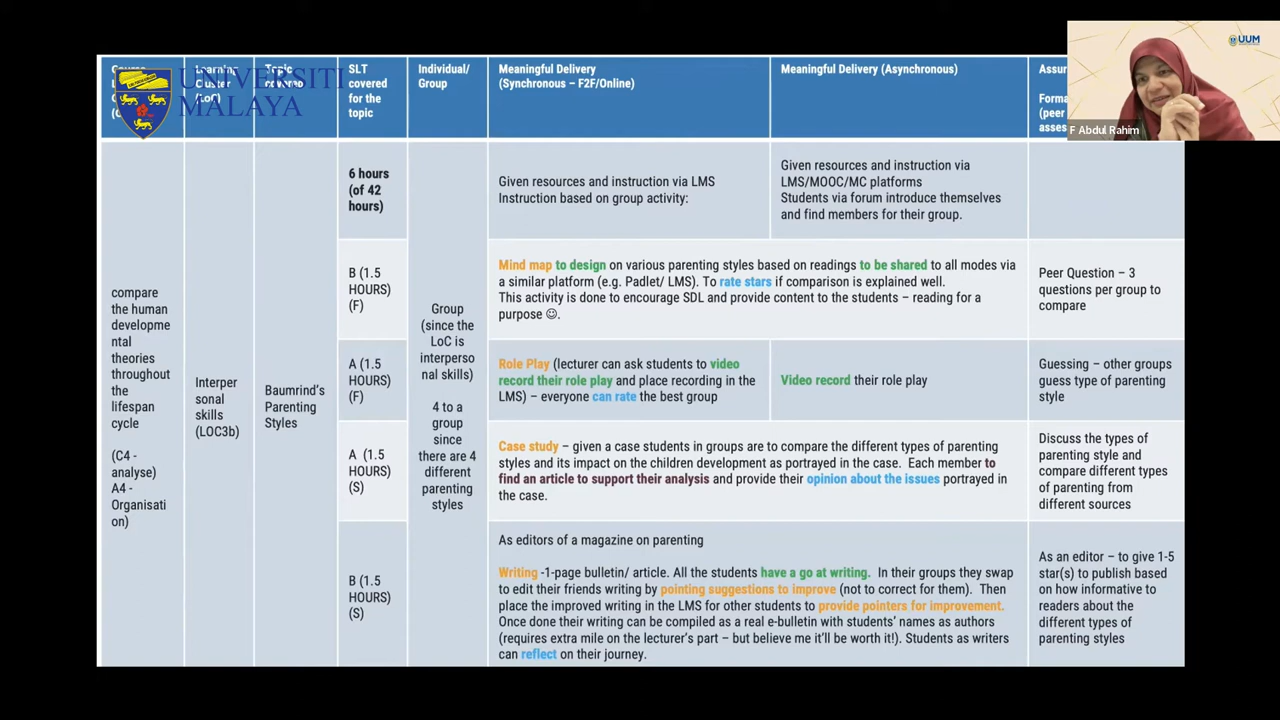 UNIVERSITI
MALAYA
Learning
Cluster
(LoC)
Topic
covered
SLT
covered
for the
topic
Individual/
Group
Meaningful Delivery
(Synchronous – F2F/Online)
Meaningful Delivery (Asynchronous)
(peer
UUM
F Abdul Rahim
compare
the human
developme
ntal
theories
throughout
the
lifespan
cycle
(C4 -
analyse)
A4 -
Organisati
on)
Interper
sonal
skills
(LOC3b)
Baumrind’s
Parenting
Styles
6 hours
(of 42
hours)
Group
(since the
LoC is
interperso
nal skills)
4 to a
group
since
there are 4
different
parenting
styles
Given resources and instruction via LMS
Instruction based on group activity:
Given resources and instruction via
LMS/MOOC/MC platforms
Students via forum introduce themselves
and find members for their group.
B (1.5
HOURS)
(F)
Mind map to design on various parenting styles based on readings to be shared to all modes via
a similar platform (e.g. Padlet/ LMS). To rate stars if comparison is explained well.
This activity is done to encourage SDL and provide content to the students – reading for a
purpose ☺.
Peer Question – 3
questions per group to
compare
A (1.5
HOURS)
(F)
Role Play (lecturer can ask students to video
record their role play and place recording in the
LMS) – everyone can rate the best group
Video record their role play
Guessing – other groups
guess type of parenting
style
A (1.5
HOURS)
(S)
Case study – given a case students in groups are to compare the different types of parenting
styles and its impact on the children development as portrayed in the case. Each member to
find an article to support their analysis and provide their opinion about the issues portrayed in
the case.
Discuss the types of
parenting style and
compare different types
of parenting from
different sources
B (1.5
HOURS)
(S)
As editors of a magazine on parenting
Writing -1-page bulletin/ article. All the students have a go at writing. In their groups they swap
to edit their friends writing by pointing suggestions to improve (not to correct for them). Then
place the improved writing in the LMS for other students to provide pointers for improvement.
Once done their writing can be compiled as a real e-bulletin with students’ names as authors
(requires extra mile on the lecturer’s part – but believe me it’ll be worth it!). Students as writers
can reflect on their journey.
As an editor – to give 1-5
star(s) to publish based
on how informative to
readers about the
different types of
parenting styles